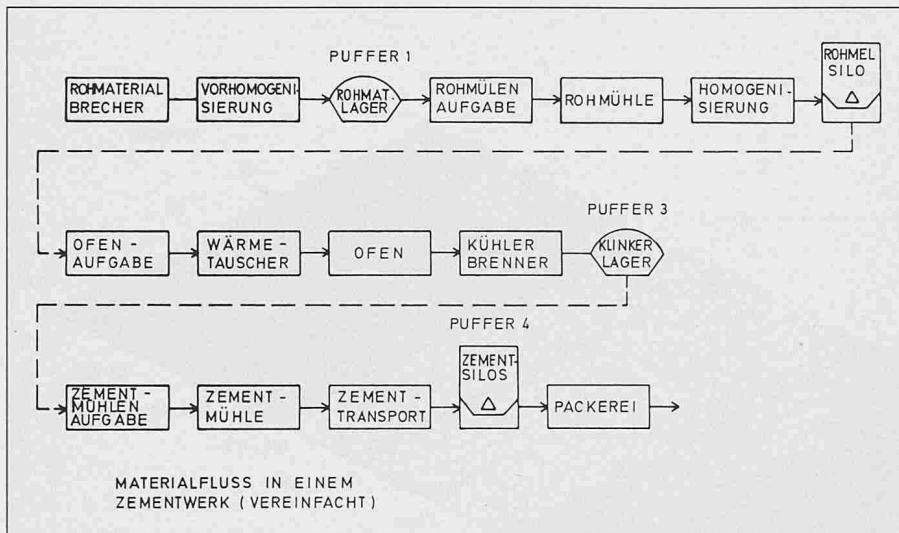 PUFFER 1
ROHMATERIAL
BRECHER
VORHOMOGENI-
SIERUNG
ROHMAT.
LAGER
ROHMÜLEN
AUFGABE
ROHMÜHLE
HOMOGENI-
SIERUNG
ROHMEL
SILO
PUFFER 3
OFEN -
AUFGABE
WÄRME -
TAUSCHER
OFEN
KÜHLER
BRENNER
KLINKER
LAGER
PUFFER 4
ZEMENT -
MÜHLEN
AUFGABE
ZEMENT -
MÜHLE
ZEMENT -
TRANSPORT
ZEMENT-
SILOS
PACKEREI
MATERIALFLUSS IN EINEM
ZEMENTWERK (VEREINFACHT)